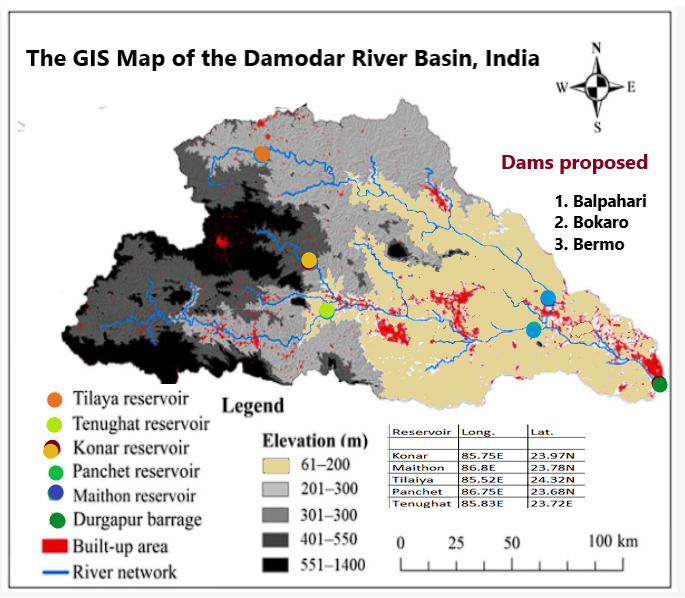 The GIS Map of the Damodar River Basin, India
N
W E
S
Dams proposed
1. Balpahari
2. Bokaro
3. Bermo
Tilaya reservoir
Tenughat reservoir
Konar reservoir
Panchet reservoir
Maithon reservoir
Durgapur barrage
Built-up area
River network
Legend
Elevation (m)
61–200
201–300
301–300
401–550
551–1400
Reservoir Long. Lat.
Konar 85.75E 23.97N
Maithon 86.8E 23.78N
Tilaiya 85.52E 24.32N
Panchet 86.75E 23.68N
Tenughat 85.83E 23.72E
0 25 50 100 km